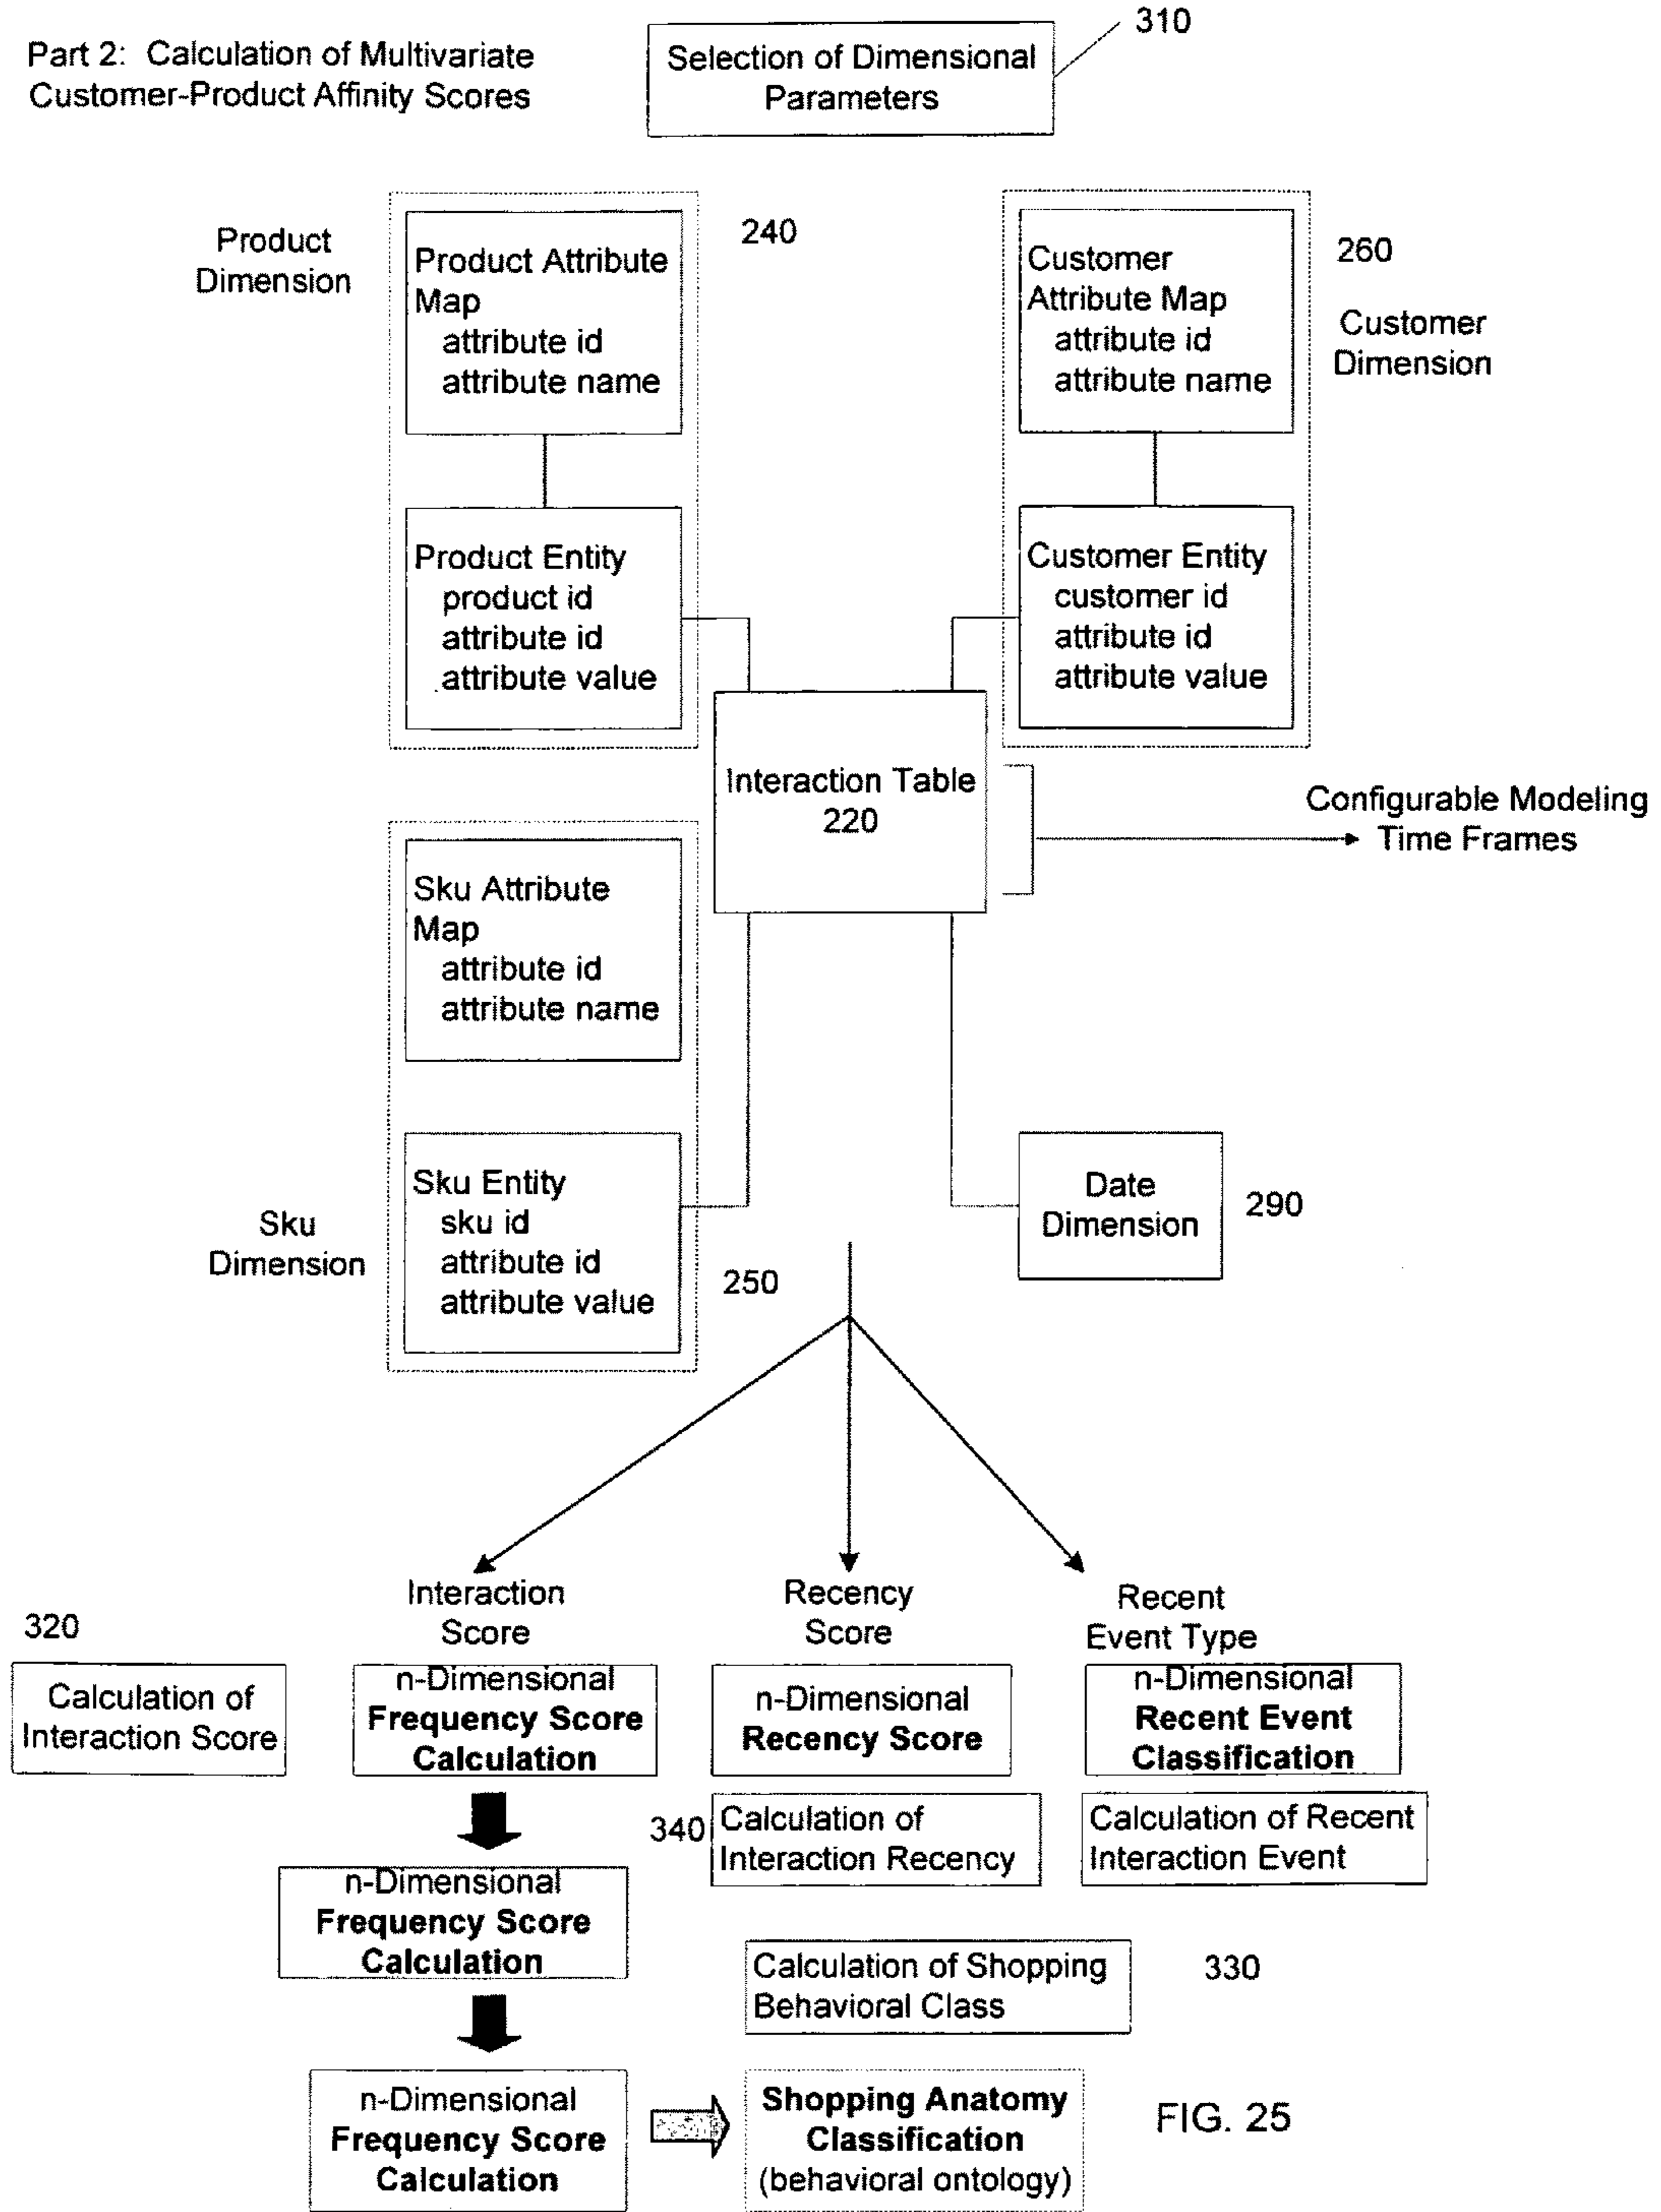 Part 2: Calculation of Multivariate
Customer-Product Affinity Scores
Selection of Dimensional
Parameters
310
Product
Dimension
Product Attribute
Map
attribute id
attribute name
240
Customer
Attribute Map
attribute id
attribute name
260
Customer
Dimension
Product Entity
product id
attribute id
attribute value
Customer Entity
customer id
attribute id
attribute value
Interaction Table
220
Configurable Modeling
Time Frames
Sku Attribute
Map
attribute id
attribute name
Sku
Dimension
Sku Entity
sku id
attribute id
attribute value
250
Date
Dimension
290
Interaction
Score
Recency
Score
Recent
Event Type
320
Calculation of
Interaction Score
n-Dimensional
Frequency Score
Calculation
n-Dimensional
Recency Score
n-Dimensional
Recent Event
Classification
340
Calculation of
Interaction Recency
Calculation of Recent
Interaction Event
n-Dimensional
Frequency Score
Calculation
Calculation of Shopping
Behavioral Class
330
n-Dimensional
Frequency Score
Calculation
Shopping Anatomy
Classification
(behavioral ontology)
FIG. 25